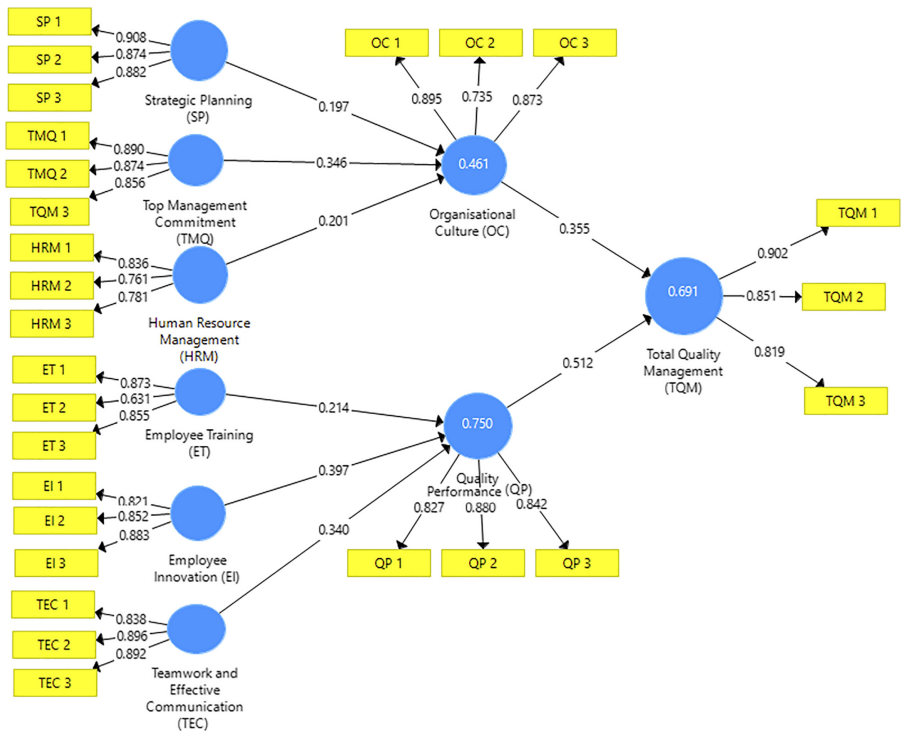 SP 1
0.908
SP 2
0.874
SP 3
0.882
Strategic Planning
(SP)
0.197
TMQ 1
0.890
TMQ 2
0.874
TQM 3
0.856
Top Management
Commitment
(TMQ)
0.346
HRM 1
0.836
HRM 2
0.761
HRM 3
0.781
Human Resource
Management
(HRM)
0.201
ET 1
0.873
ET 2
0.631
ET 3
0.855
Employee Training
(ET)
0.214
EI 1
0.821
EI 2
0.852
EI 3
0.883
Employee
Innovation (EI)
0.397
TEC 1
0.838
TEC 2
0.896
TEC 3
0.892
Teamwork and
Effective
Communication
(TEC)
0.340
OC 1
OC 2
OC 3
0.895
0.735
0.873
0.461
Organisational
Culture (OC)
0.355
0.750
Quality
Performance (QP)
0.827
0.880
0.842
QP 1
QP 2
QP 3
0.512
0.691
Total Quality
Management
(TQM)
TQM 1
0.902
TQM 2
0.851
TQM 3
0.819